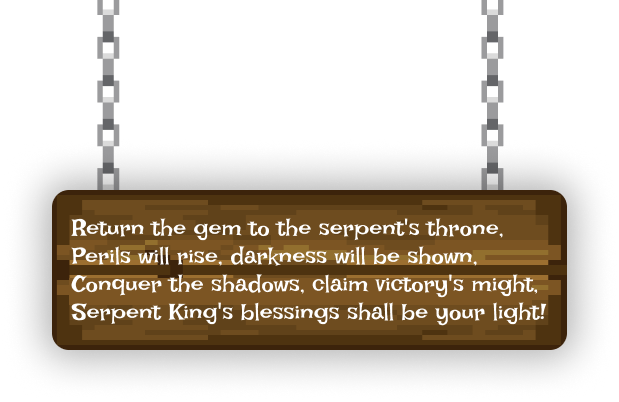 Return the gem to the serpent's throne,
Perils will rise, darkness will be shown,
Conquer the shadows, claim victory's might,
Serpent King's blessings shall be your light!